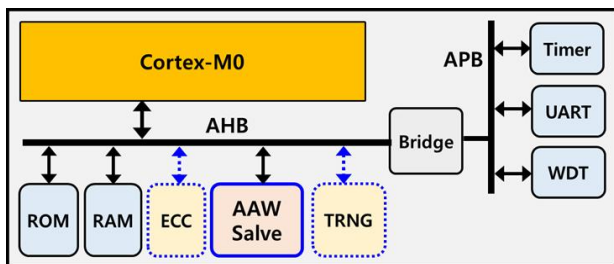 Cortex-M0
AHB
APB
Bridge
Timer
UART
WDT
ROM
RAM
ECC
AAW
Salve
TRNG